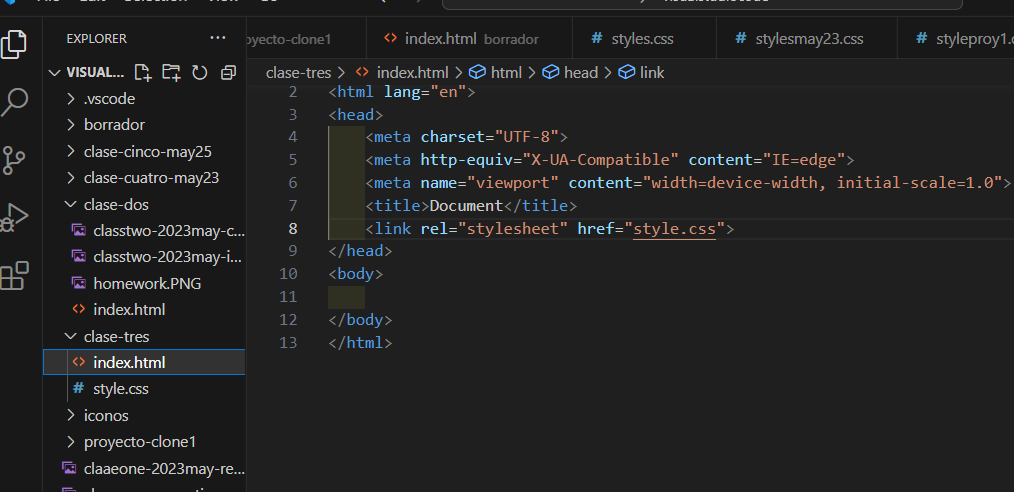 EXPLORER ...
oyecto-clone1
index.html borrador
styles.css
stylesmay23.css
styleproy1.c
VISUAL...
clase-tres > index.html > html > head > link
.vscode
borrador
clase-cinco-may25
clase-cuatro-may23
clase-dos
classtwo-2023may-c...
classtwo-2023may-i...
homework.PNG
index.html
clase-tres
index.html
style.css
iconos
proyecto-clone1
claaeone-2023may-re...
2 <html lang="en">
3 <head>
4 <meta charset="UTF-8">
5 <meta http-equiv="X-UA-Compatible" content="IE=edge">
6 <meta name="viewport" content="width=device-width, initial-scale=1.0">
7 <title>Document</title>
8 <link rel="stylesheet" href="style.css">
9 </head>
10 <body>
11
12 </body>
13 </html>